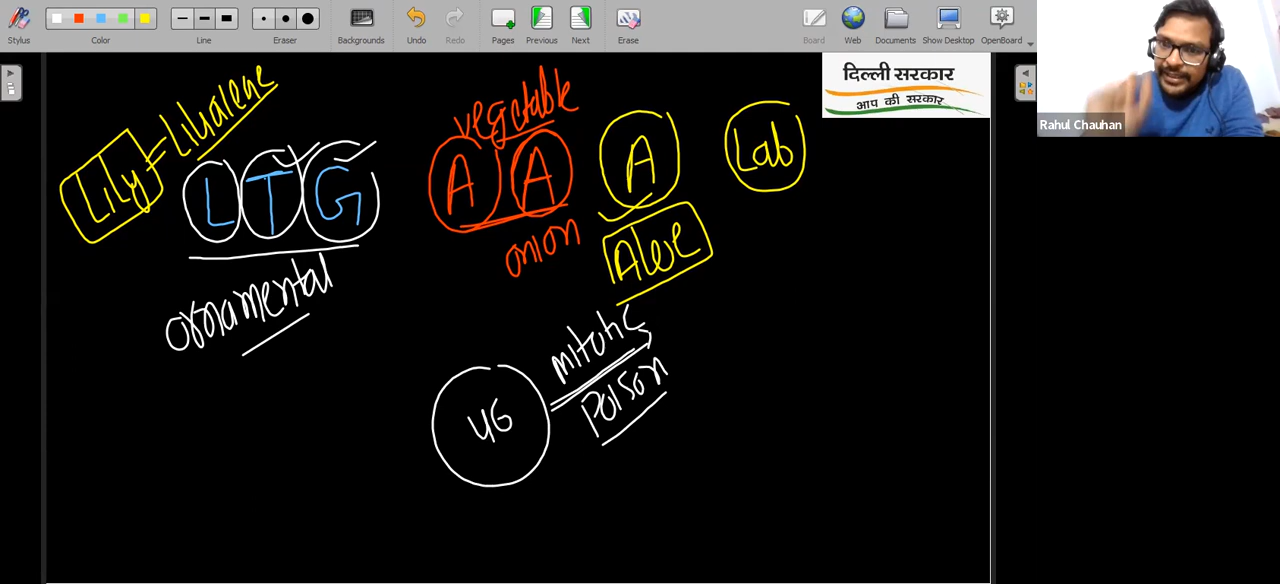 Stylus
Color
Line
Eraser
Backgrounds
Undo
Redo
Pages
Previous
Next
Erase
Board
Web
Documents
Show Desktop
OpenBoard
दिल्ली सरकार
आप की सरकार
Rahul Chauhan
Lily = Liliaceae
L T G
ornamental
vegetable
A A
onion
A
Aloe
Lab
46
mitotic
Poison